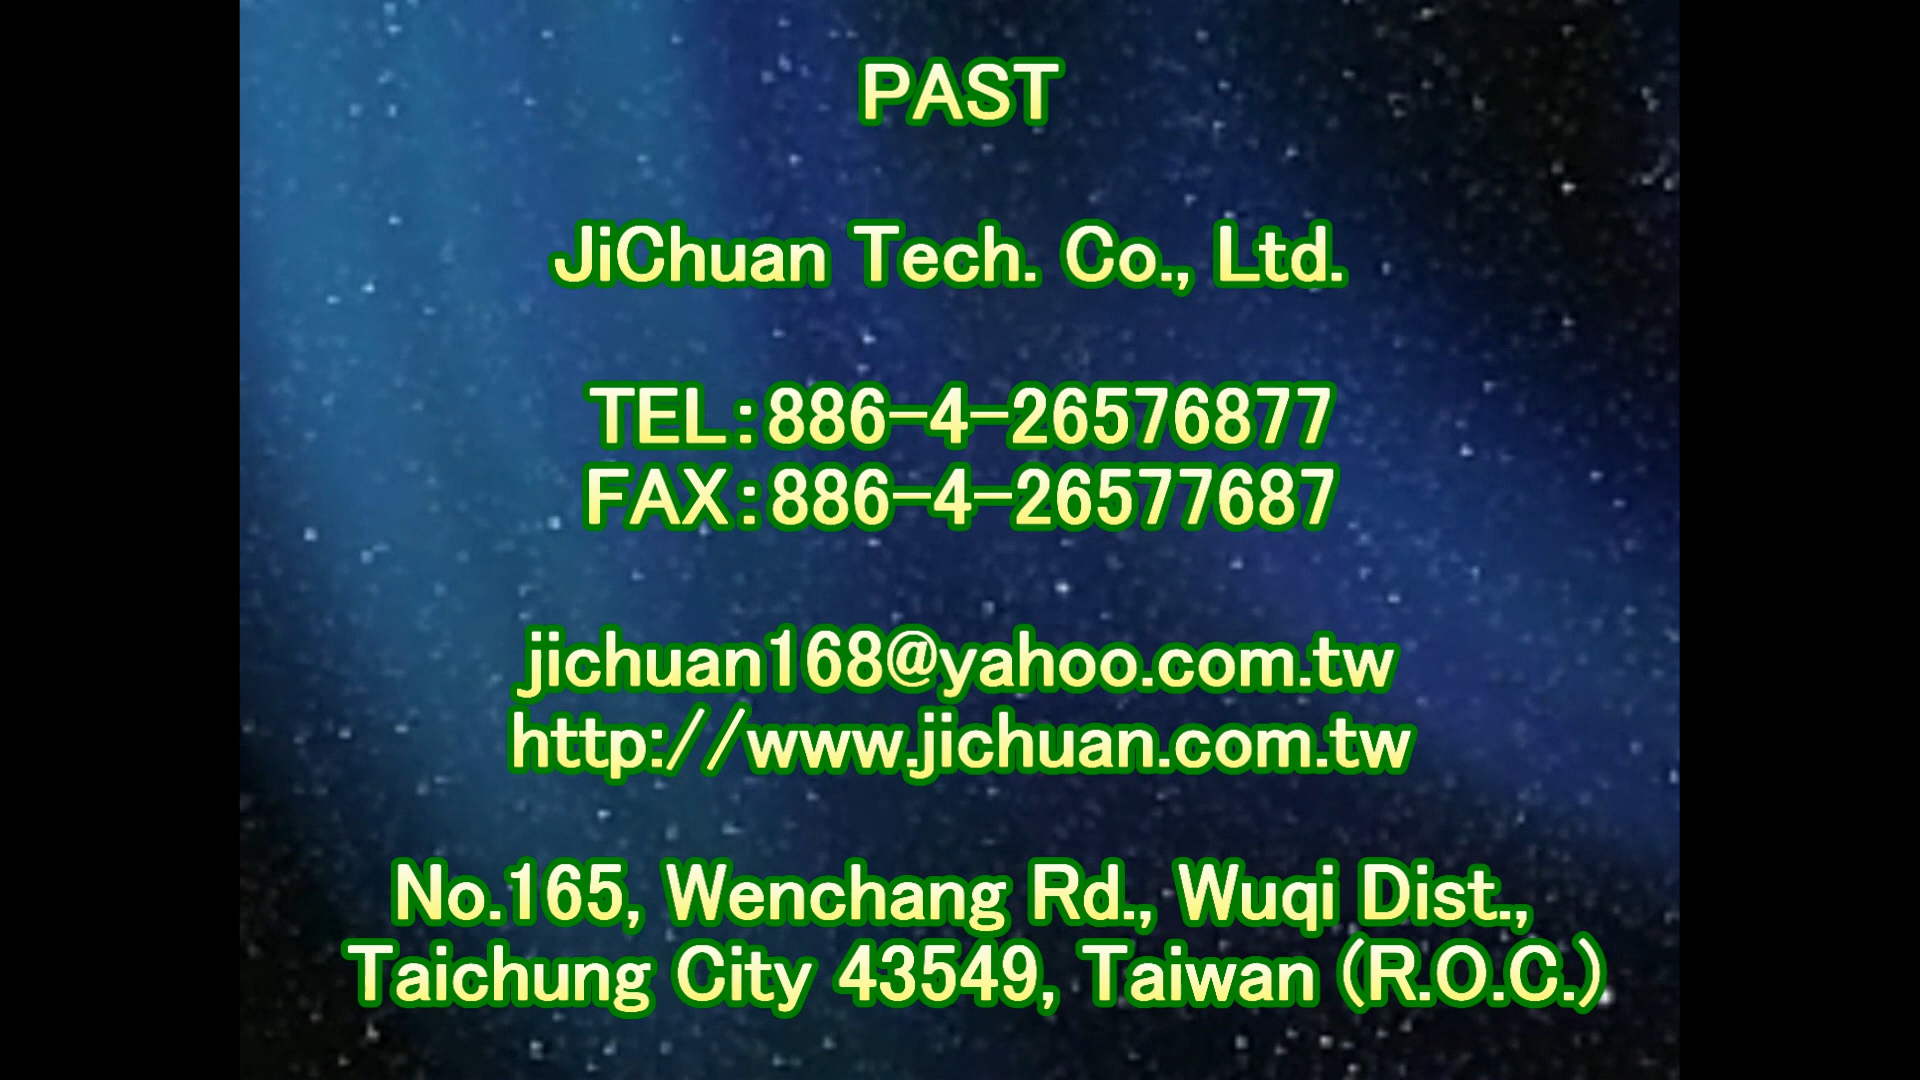 PAST
JiChuan Tech. Co., Ltd.
TEL:886-4-26576877
FAX:886-4-26577687
jichuan168@yahoo.com.tw
http://www.jichuan.com.tw
No.165, Wenchang Rd., Wuqi Dist.,
Taichung City 43549, Taiwan (R.O.C.)